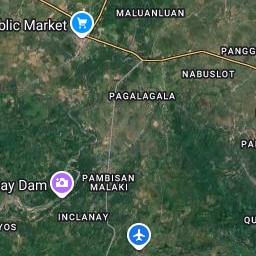 MALUANLUAN
blic Market
PANGG
NABUSLOT
PAGALAGALA
PA
PAMBISAN
MALAKI
ay Dam
INCLANAY
QU
YOS